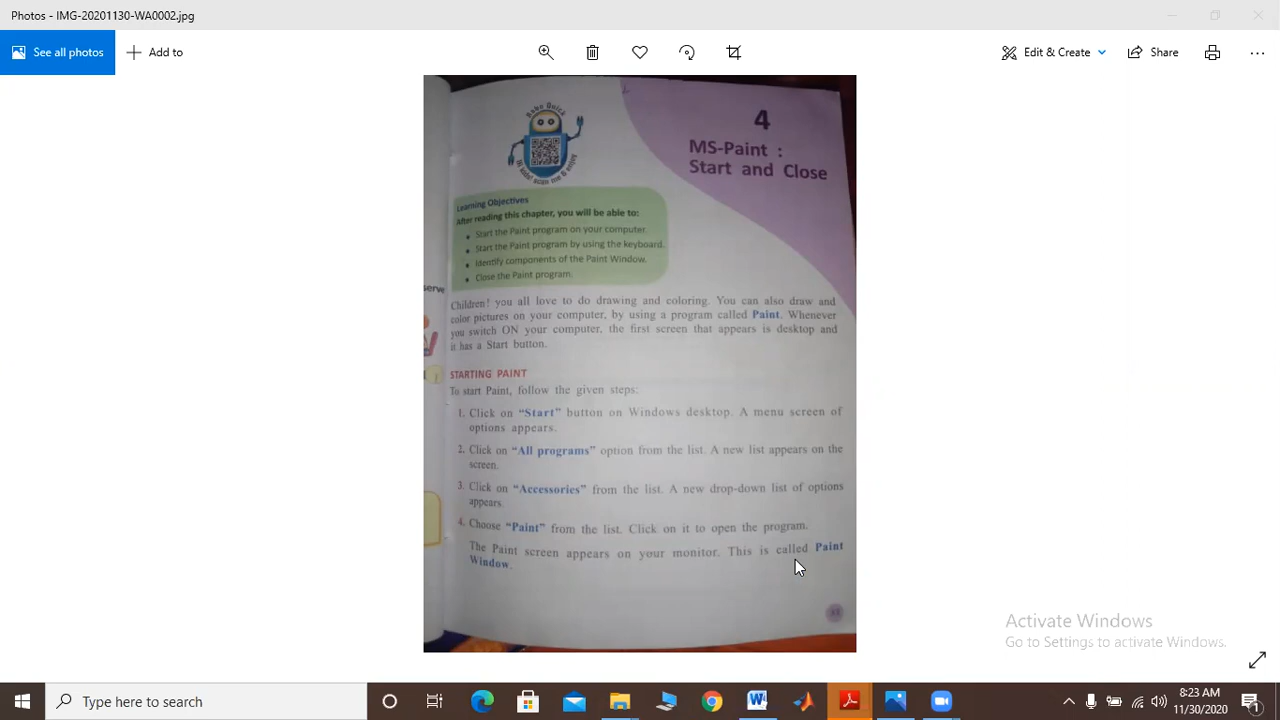 Photos - IMG-20201130-WA0002.jpg
See all photos
Add to
Edit & Create
Share
Robo Quick
Hi kids! scan me & enjoy
4
MS-Paint :
Start and Close
Learning Objectives
After reading this chapter, you will be able to:
• Start the Paint program on your computer.
• Start the Paint program by using the keyboard.
• Identify components of the Paint Window.
• Close the Paint program.
serve
Children! you all love to do drawing and coloring. You can also draw and
color pictures on your computer, by using a program called Paint. Whenever
you switch ON your computer, the first screen that appears is desktop and
it has a Start button.
STARTING PAINT
To start Paint, follow the given steps:
1. Click on "Start" button on Windows desktop. A menu screen of
options appears.
2. Click on "All programs" option from the list. A new list appears on the
screen.
3. Click on "Accessories" from the list. A new drop-down list of options
appears.
4. Choose "Paint" from the list. Click on it to open the program.
The Paint screen appears on your monitor. This is called Paint
Window.
Activate Windows
Go to Settings to activate Windows.
Type here to search
8:23 AM
11/30/2020